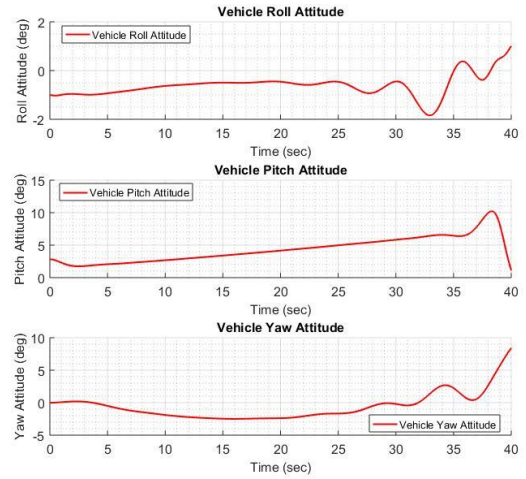 Vehicle Roll Attitude
Roll Attitude (deg)
2
0
-2
Vehicle Roll Attitude
0 5 10 15 20 25 30 35 40
Time (sec)
Vehicle Pitch Attitude
Pitch Attitude (deg)
15
10
5
0
Vehicle Pitch Attitude
0 5 10 15 20 25 30 35 40
Time (sec)
Vehicle Yaw Attitude
Yaw Attitude (deg)
10
5
0
-5
Vehicle Yaw Attitude
0 5 10 15 20 25 30 35 40
Time (sec)